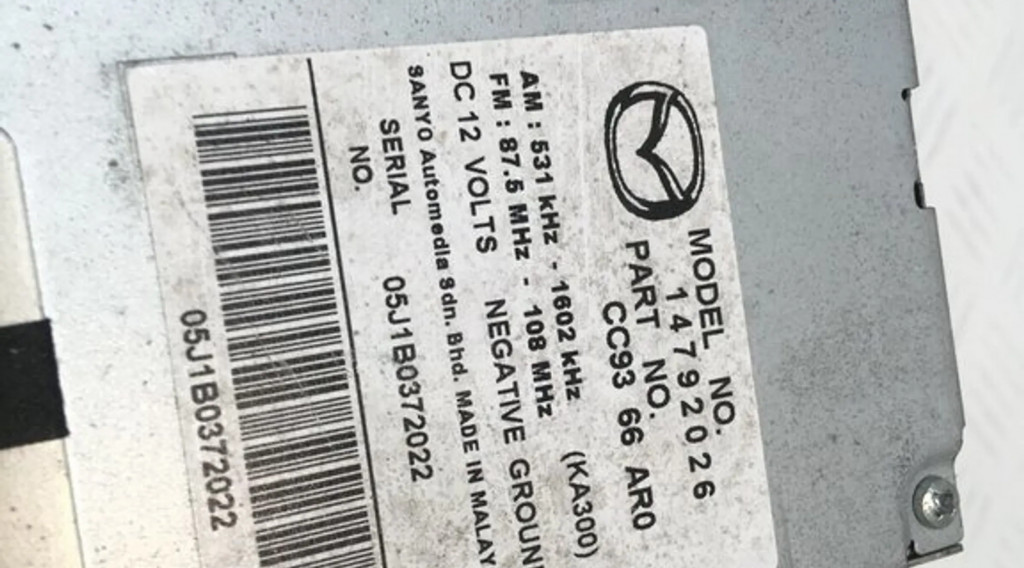 MODEL NO.
14792026
PART NO.
CC93 66 AR0
(KA300)
AM : 531 kHz - 1602 kHz
FM : 87.5 MHz - 108 MHz
DC 12 VOLTS NEGATIVE GROUN
SANYO Automedia Sdn. Bhd. MADE IN MALAY
SERIAL NO. 05J1B0372022
05J1B0372022